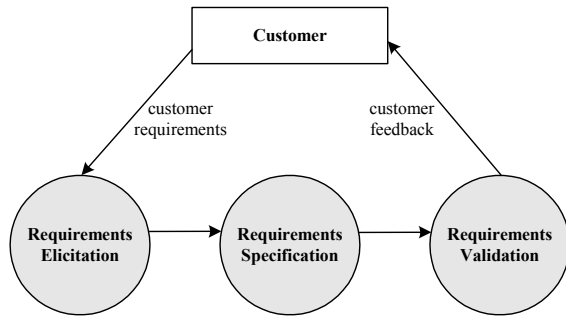 Customer
customer
requirements
customer
feedback
Requirements
Elicitation
Requirements
Specification
Requirements
Validation